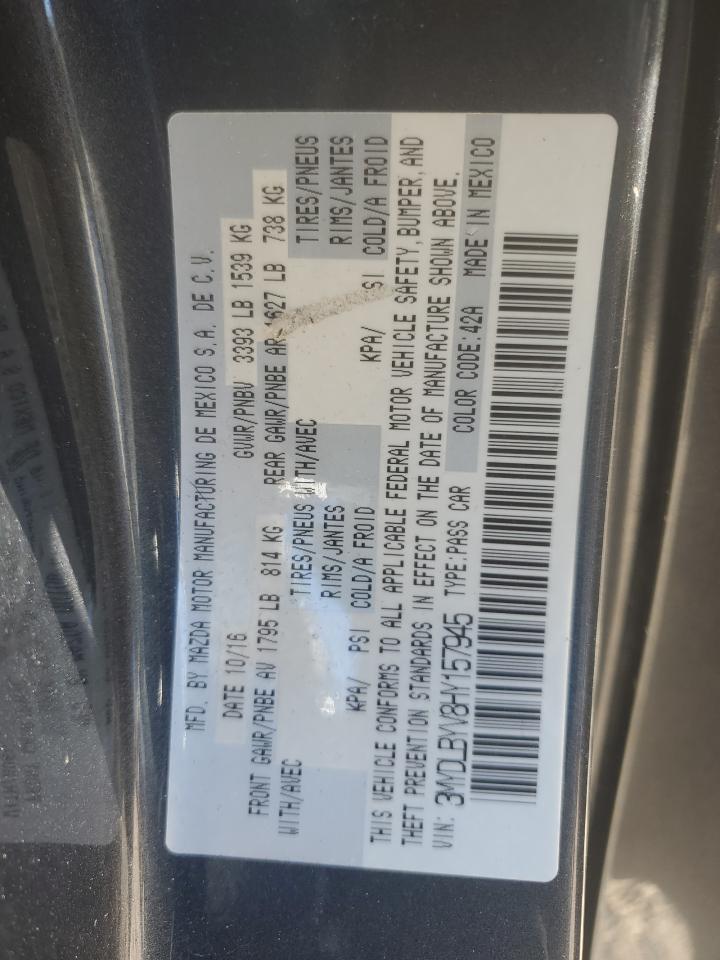 MFD. BY MAZDA MOTOR MANUFACTURING DE MEXICO S.A. DE C.V.
DATE 10/16 GVWR/PNBV 3393 LB 1539 KG
FRONT GAWR/PNBE AV 1795 LB 814 KG REAR GAWR/PNBE AR 1627 LB 738 KG
WITH/AVEC TIRES/PNEUS WITH/AVEC TIRES/PNEUS
RIMS/JANTES RIMS/JANTES
KPA/ PSI COLD/A FROID KPA/ PSI COLD/A FROID
THIS VEHICLE CONFORMS TO ALL APPLICABLE FEDERAL MOTOR VEHICLE SAFETY, BUMPER, AND
THEFT PREVENTION STANDARDS IN EFFECT ON THE DATE OF MANUFACTURE SHOWN ABOVE.
VIN: 3MYDLBYV8HY157945 TYPE:PASS CAR COLOR CODE:42A MADE IN MEXICO